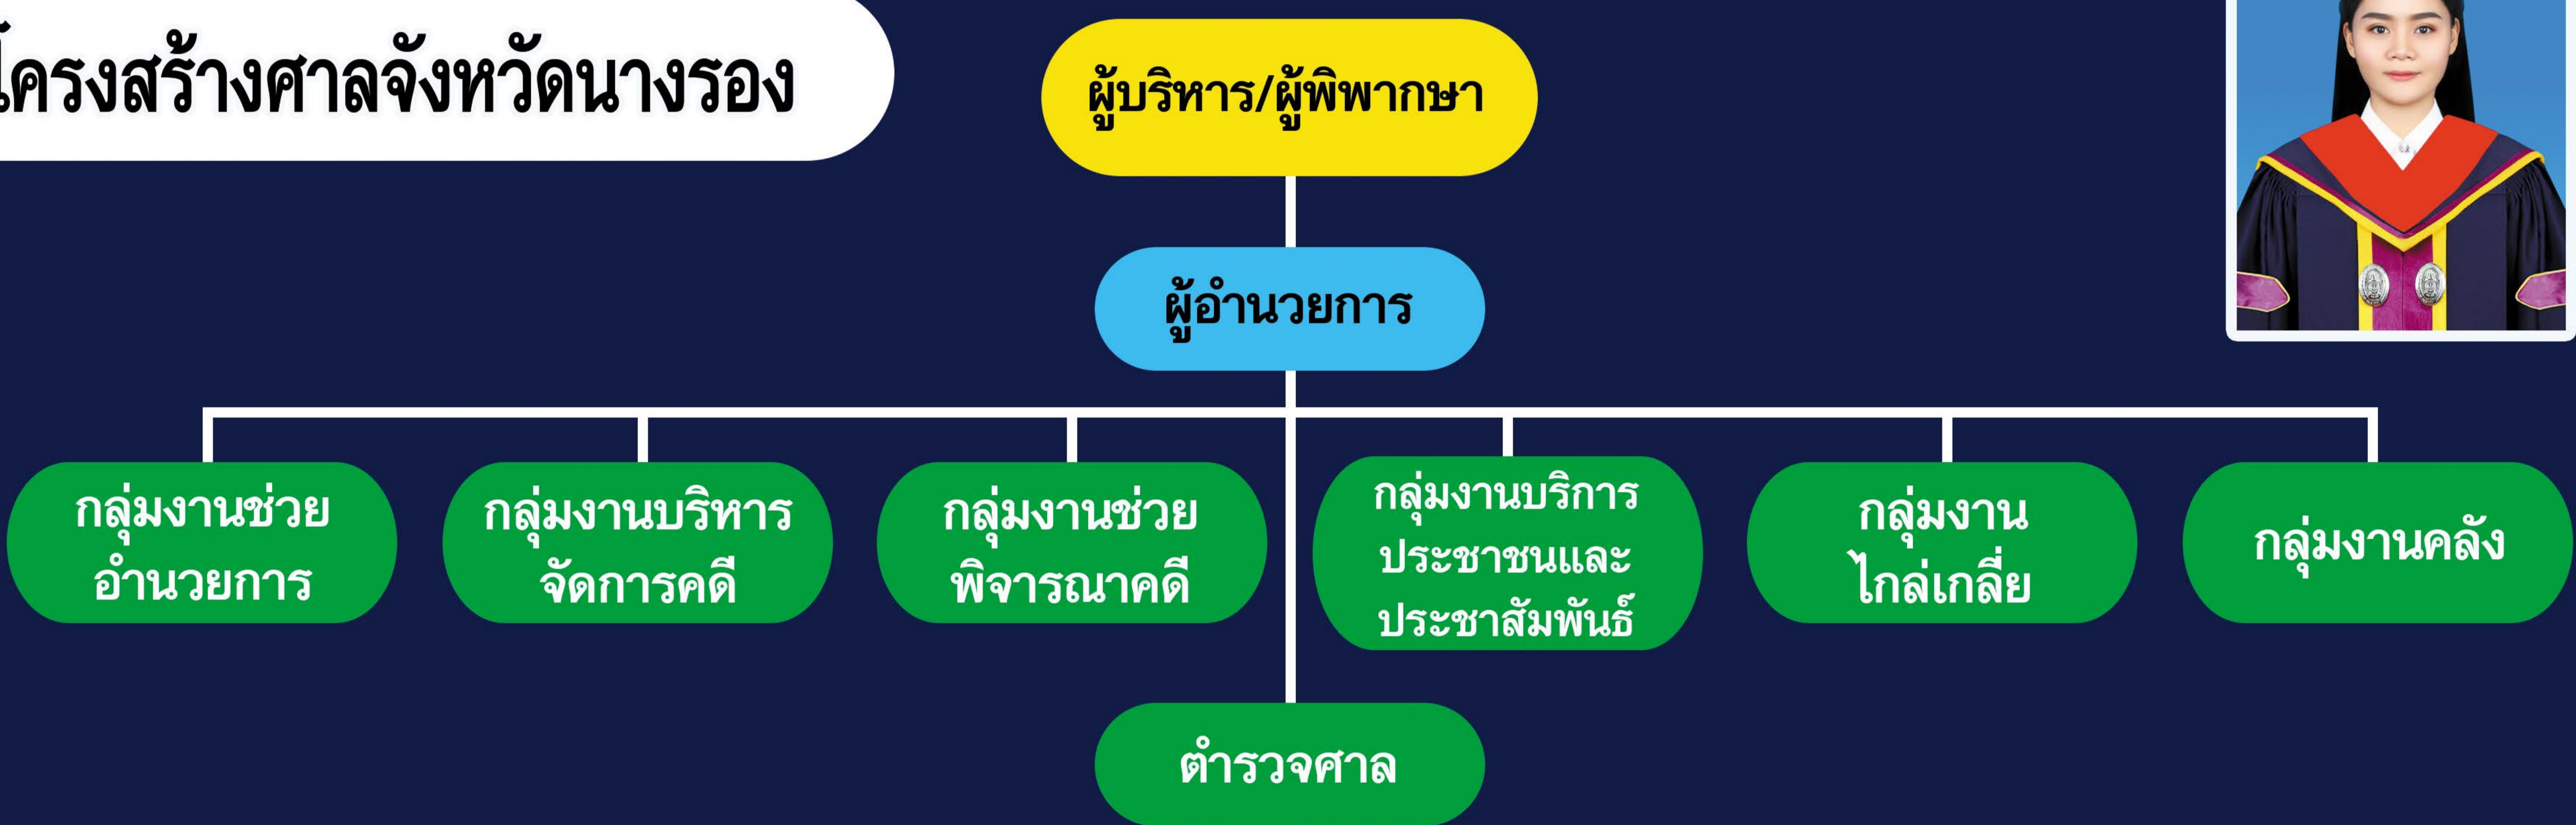 โครงสร้างศาลจังหวัดนางรอง
ผู้บริหาร/ผู้พิพากษา
ผู้อำนวยการ
กลุ่มงานช่วย
อำนวยการ
กลุ่มงานบริหาร
จัดการคดี
กลุ่มงานช่วย
พิจารณาคดี
กลุ่มงานบริการ
ประชาชนและ
ประชาสัมพันธ์
กลุ่มงาน
ไกล่เกลี่ย
กลุ่มงานคลัง
ตำรวจศาล